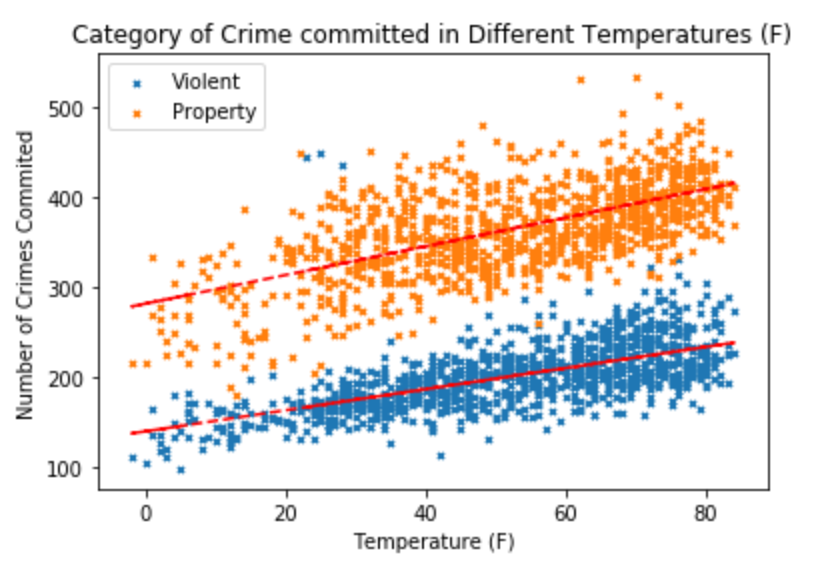 Category of Crime committed in Different Temperatures (F)
Violent
Property
500
400
300
200
100
Number of Crimes Commited
0 20 40 60 80
Temperature (F)